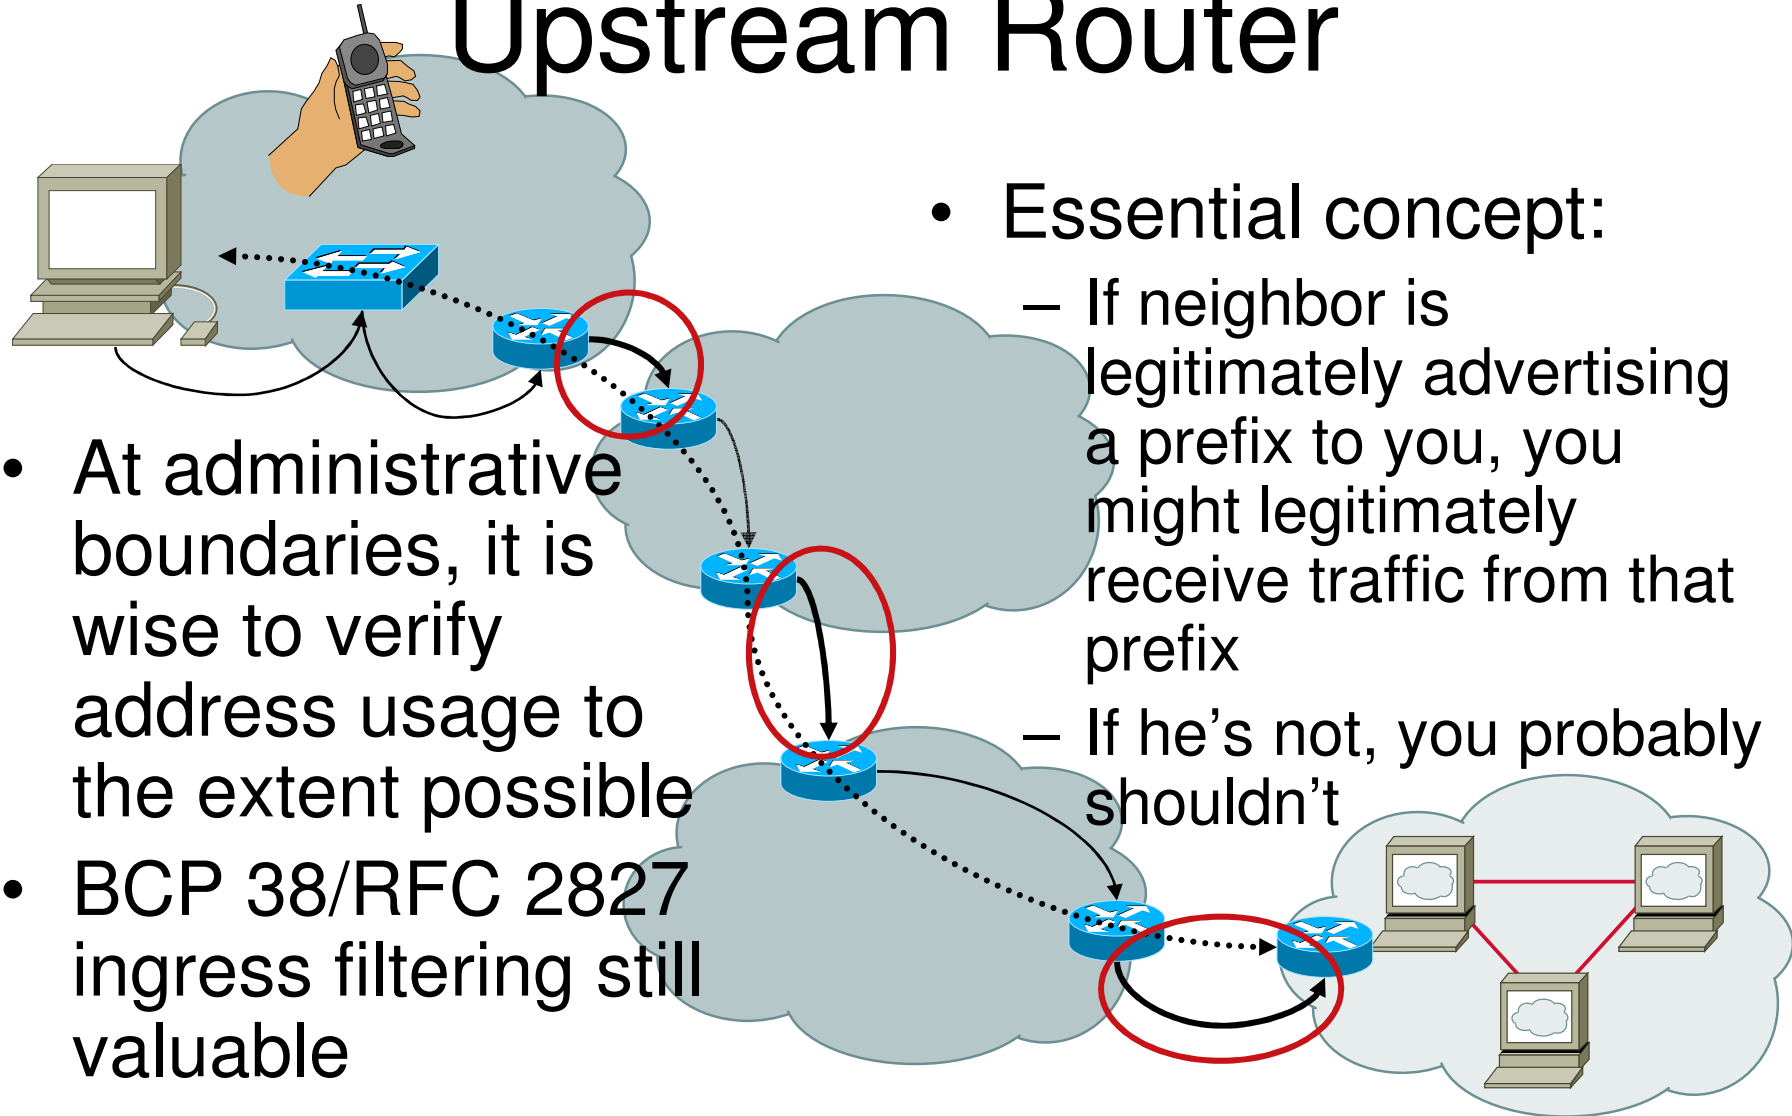 Upstream Router
• At administrative
boundaries, it is
wise to verify
address usage to
the extent possible
• BCP 38/RFC 2827
ingress filtering still
valuable
• Essential concept:
– If neighbor is
legitimately advertising
a prefix to you, you
might legitimately
receive traffic from that
prefix
– If he’s not, you probably
shouldn’t